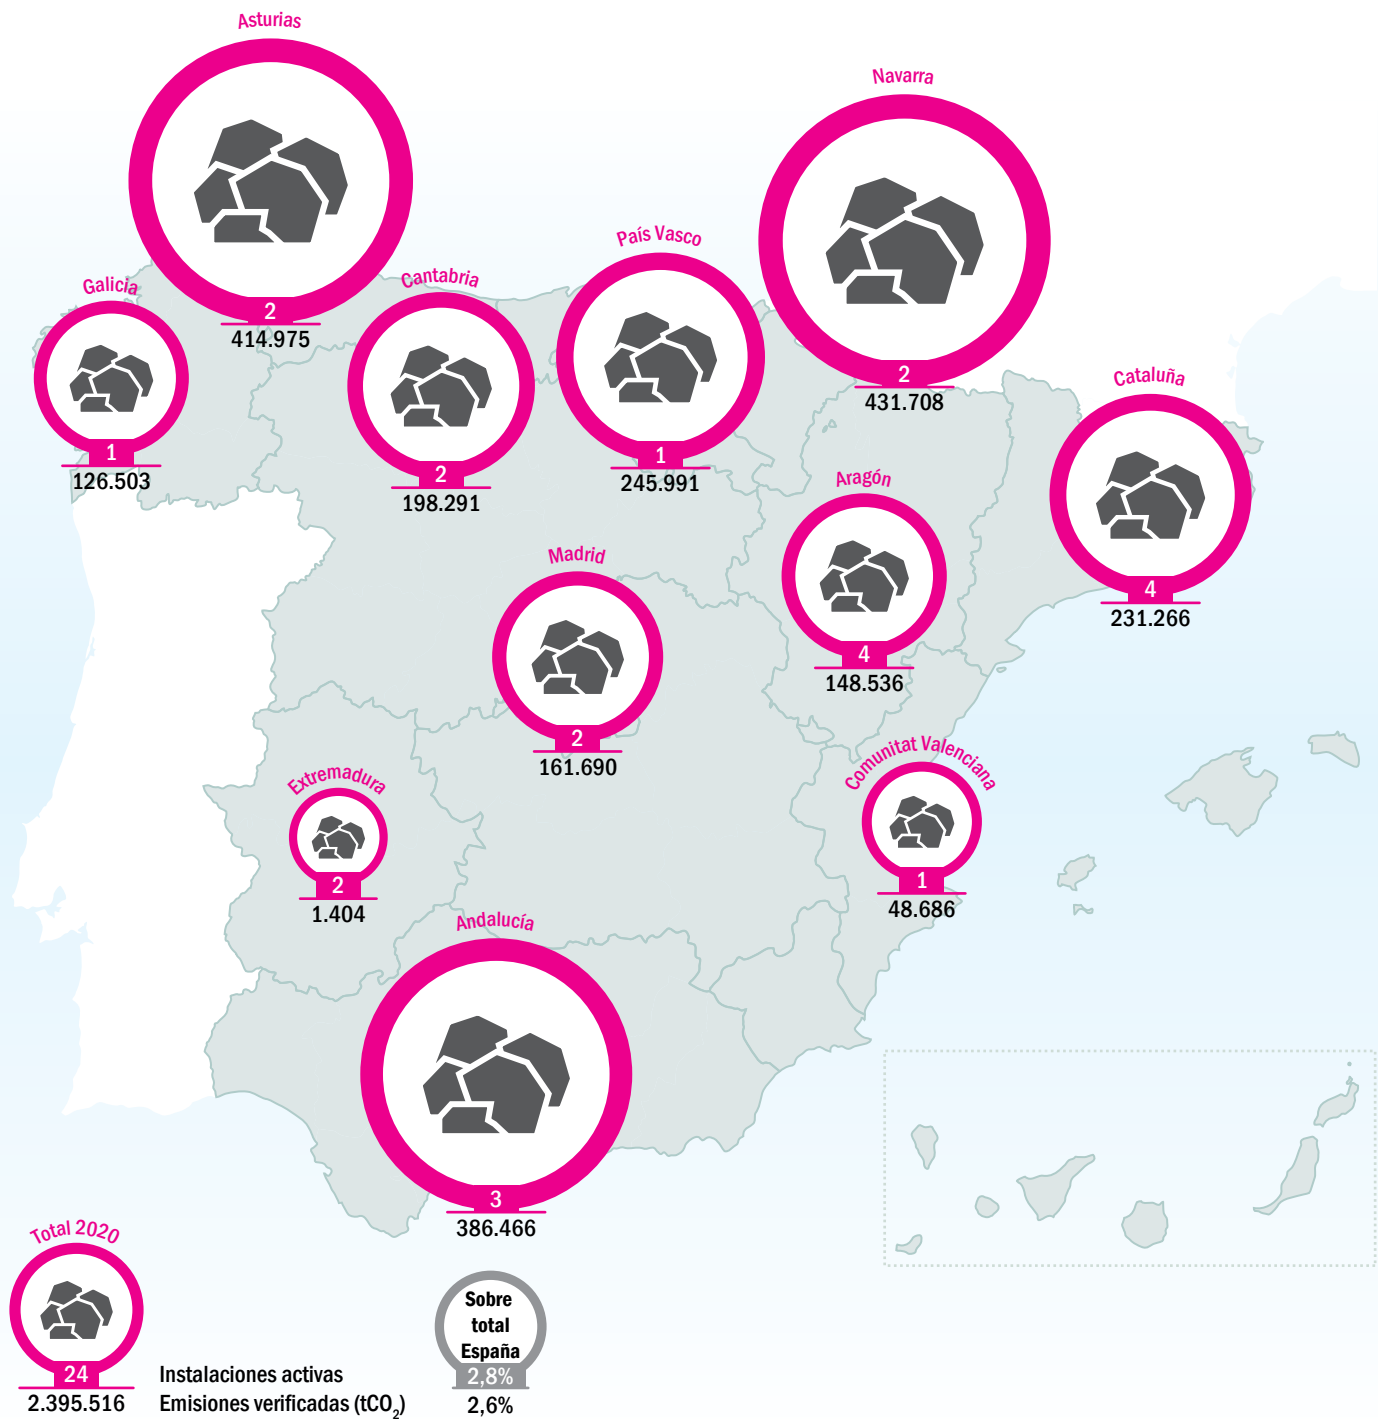 Asturias
2
414.975
Navarra
2
431.708
Galicia
1
126.503
Cantabria
2
198.291
País Vasco
1
245.991
Cataluña
4
231.266
Aragón
4
148.536
Madrid
2
161.690
Extremadura
2
1.404
Comunitat Valenciana
1
48.686
Andalucía
3
386.466
Total 2020
24
Instalaciones activas
2.395.516
Emisiones verificadas (tCO₂)
Sobre
total
España
2,8%
2,6%